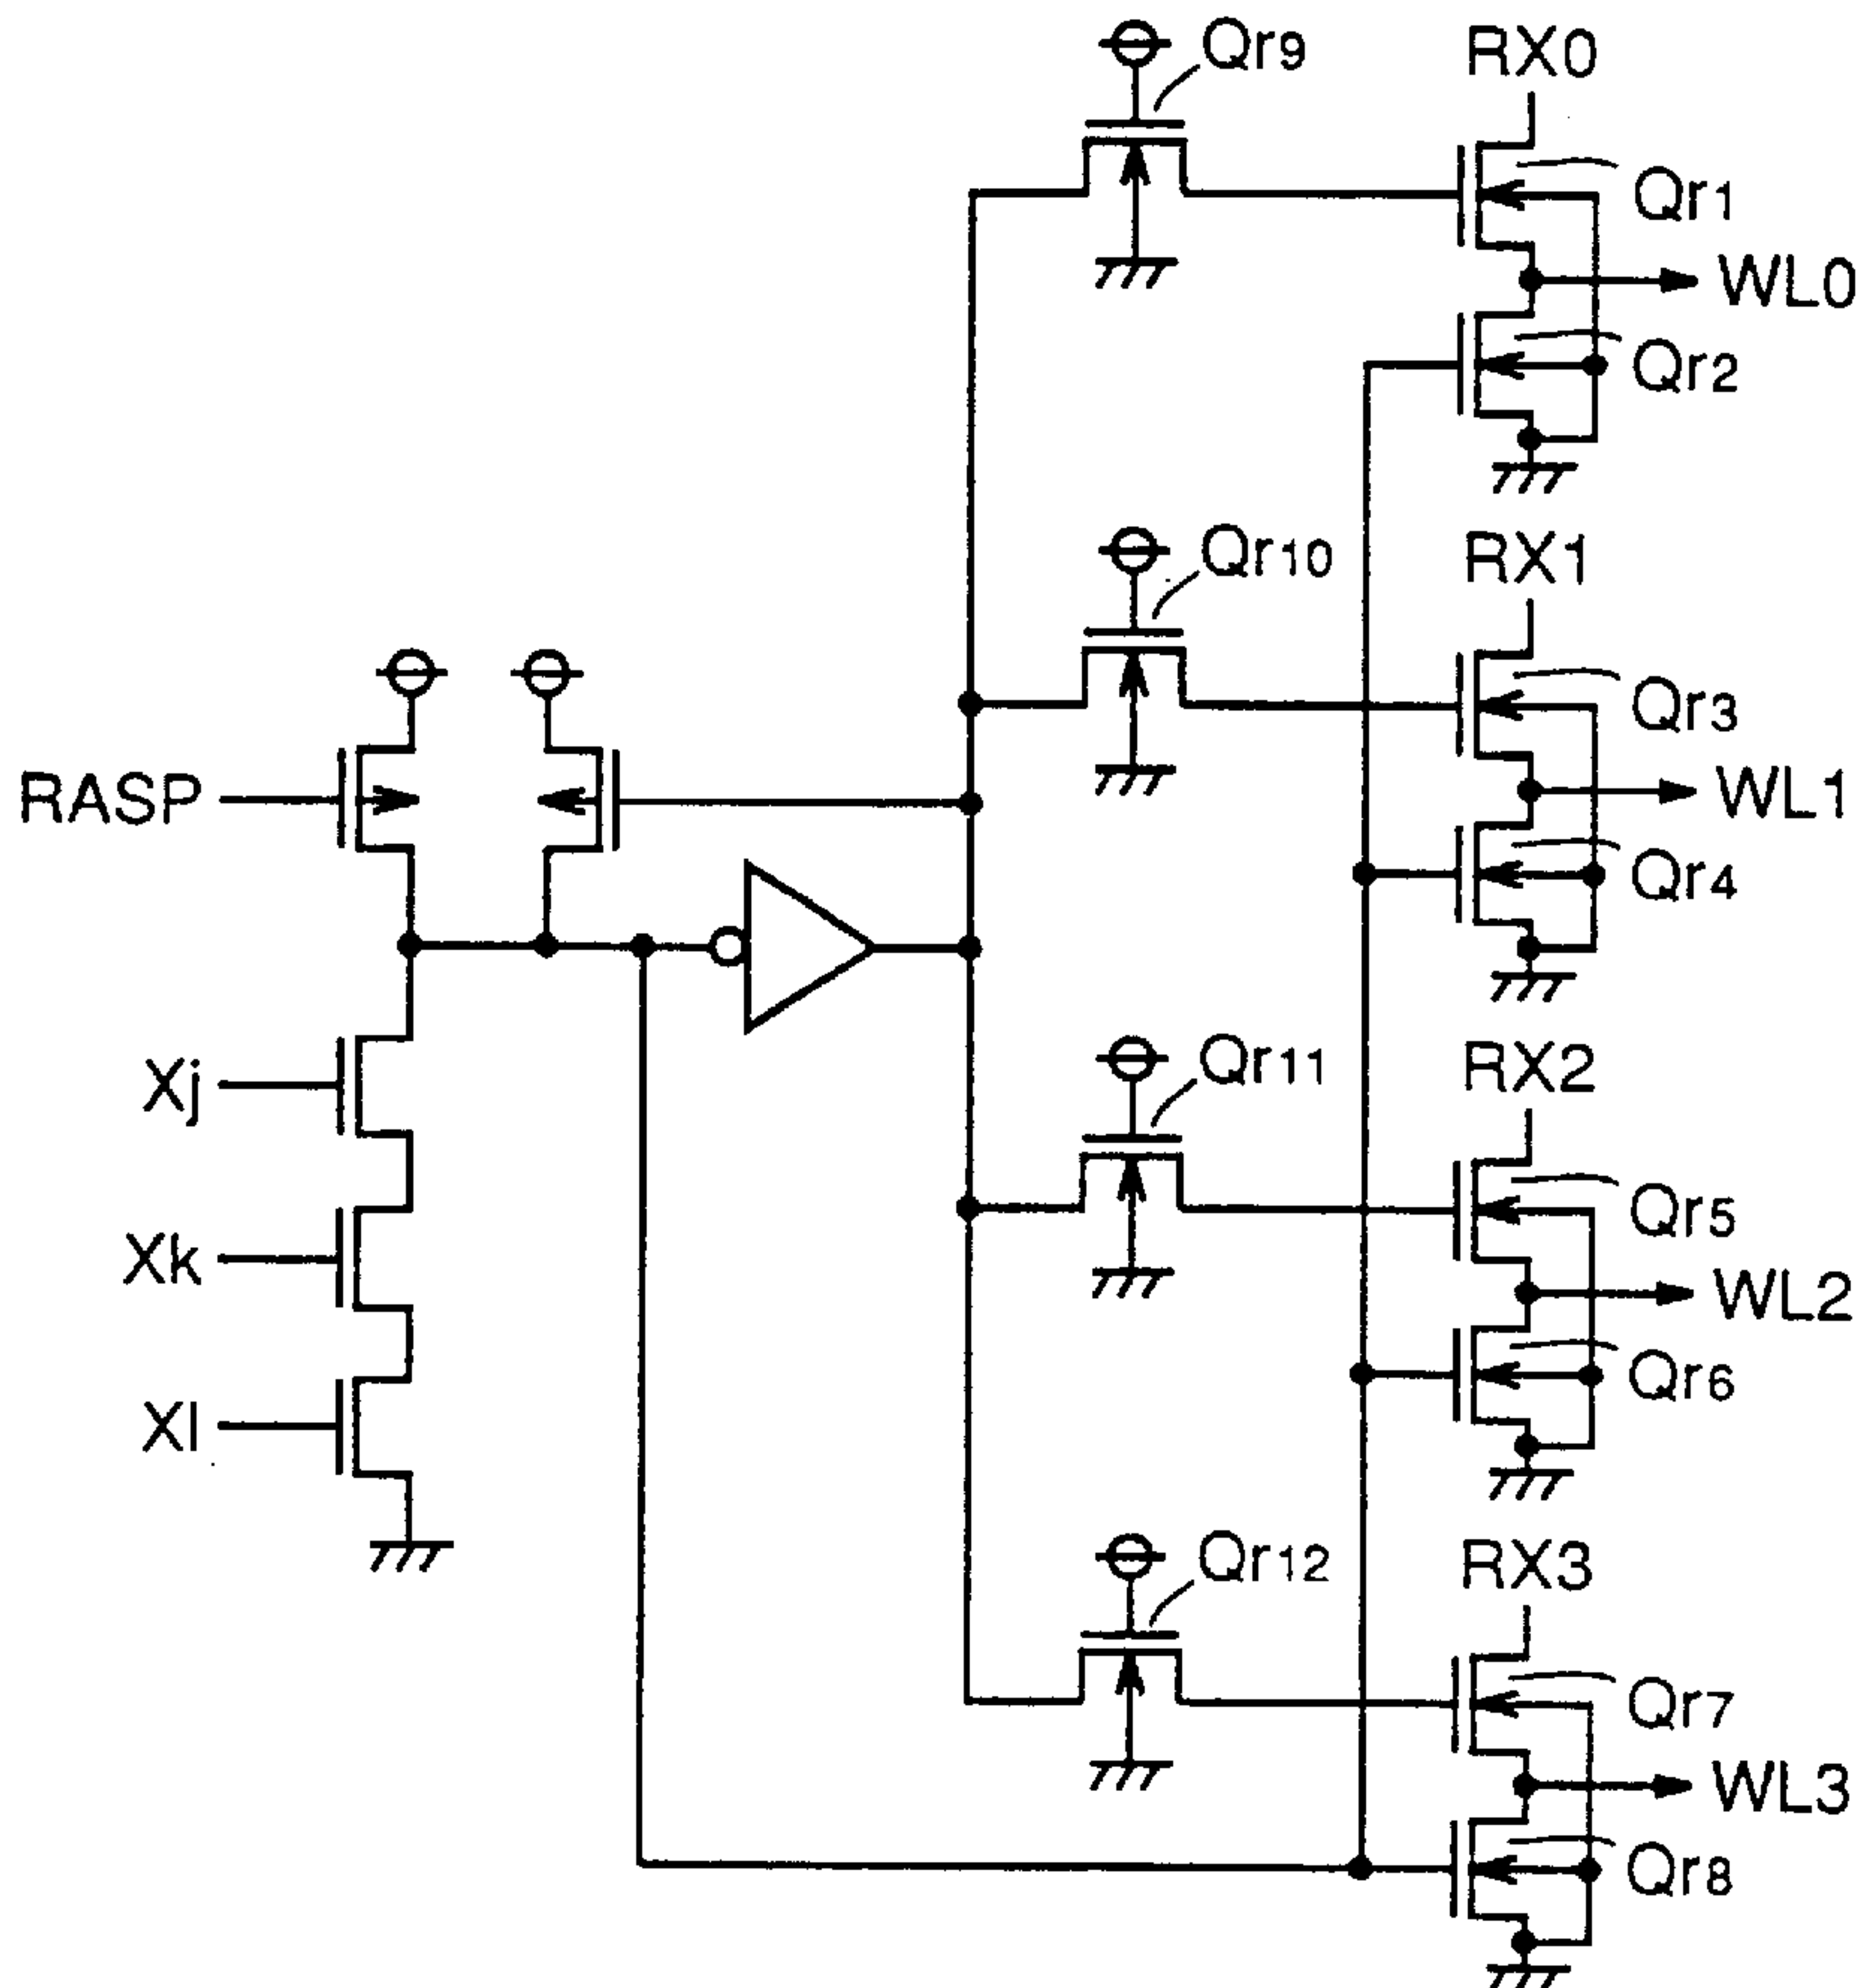 Qr9
RX0
Qr1
WL0
Qr2
Qr10
RX1
Qr3
RASP
WL1
Qr4
Xj
Qr11
RX2
Xk
Qr5
WL2
Qr6
Xl
Qr12
RX3
Qr7
WL3
Qr8